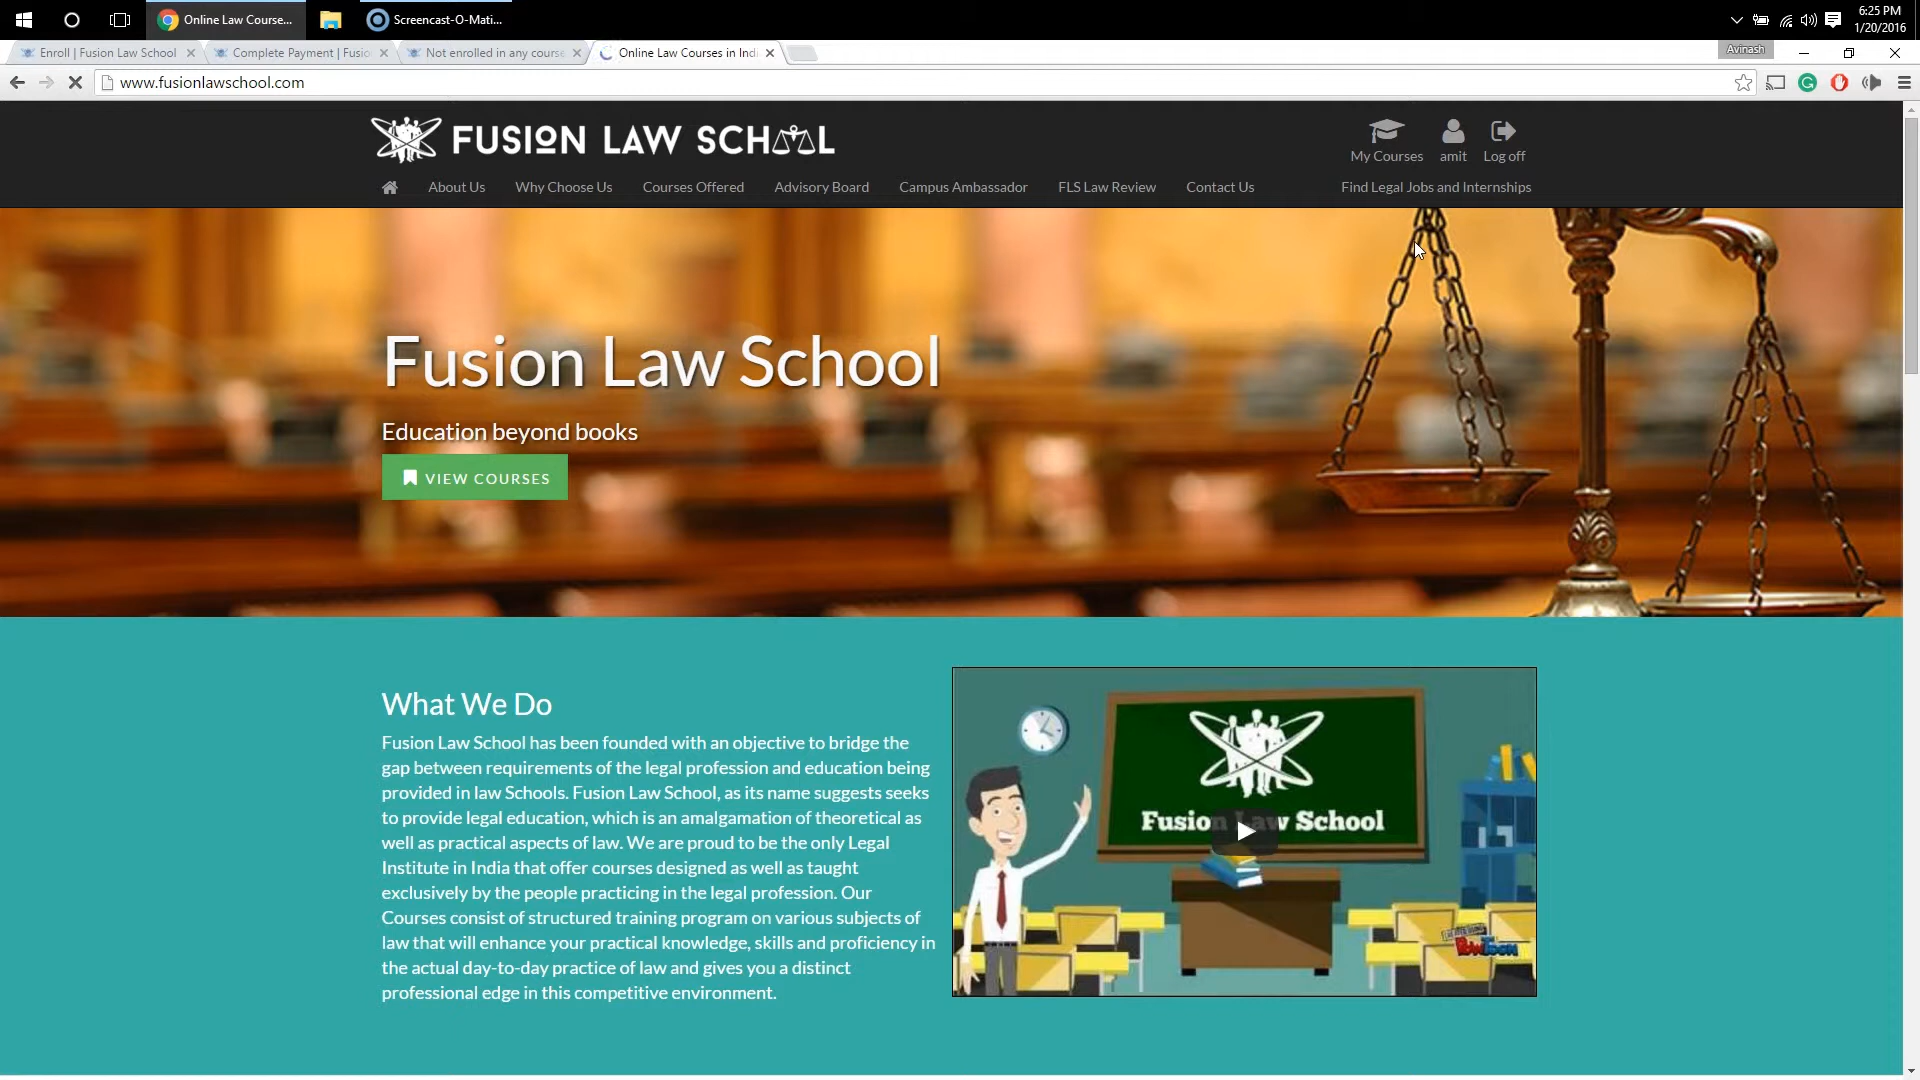 Online Law Course...
Screencast-O-Mati...
6:25 PM
1/20/2016
Enroll | Fusion Law School
Complete Payment | Fusio
Not enrolled in any course
Online Law Courses in Indi
Avinash
www.fusionlawschool.com
FUSION LAW SCHOOL
My Courses
amit
Log off
About Us
Why Choose Us
Courses Offered
Advisory Board
Campus Ambassador
FLS Law Review
Contact Us
Find Legal Jobs and Internships
Fusion Law School
Education beyond books
VIEW COURSES
What We Do
Fusion Law School has been founded with an objective to bridge the
gap between requirements of the legal profession and education being
provided in law Schools. Fusion Law School, as its name suggests seeks
to provide legal education, which is an amalgamation of theoretical as
well as practical aspects of law. We are proud to be the only Legal
Institute in India that offer courses designed as well as taught
exclusively by the people practicing in the legal profession. Our
Courses consist of structured training program on various subjects of
law that will enhance your practical knowledge, skills and proficiency in
the actual day-to-day practice of law and gives you a distinct
professional edge in this competitive environment.
Fusion Law School
POWTOON